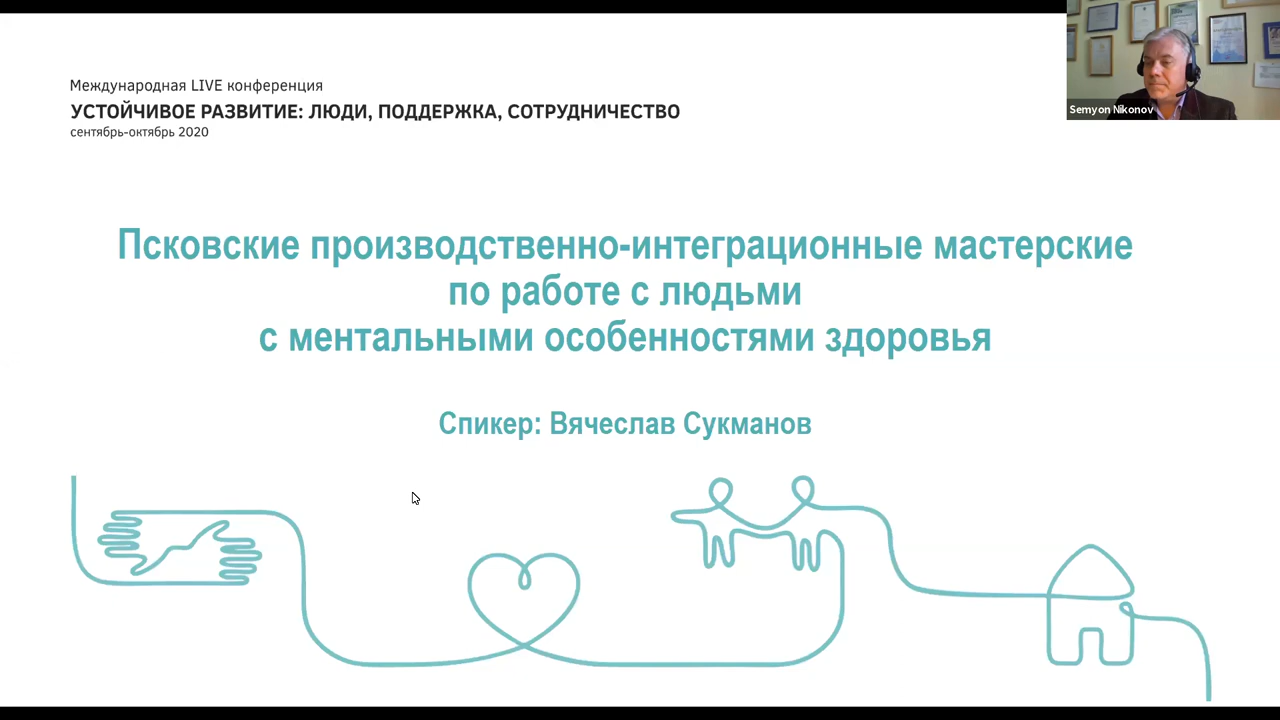 Международная LIVE конференция
УСТОЙЧИВОЕ РАЗВИТИЕ: ЛЮДИ, ПОДДЕРЖКА, СОТРУДНИЧЕСТВО
сентябрь-октябрь 2020
Semyon Nikonov
Псковские производственно-интеграционные мастерские
по работе с людьми
с ментальными особенностями здоровья
Спикер: Вячеслав Сукманов